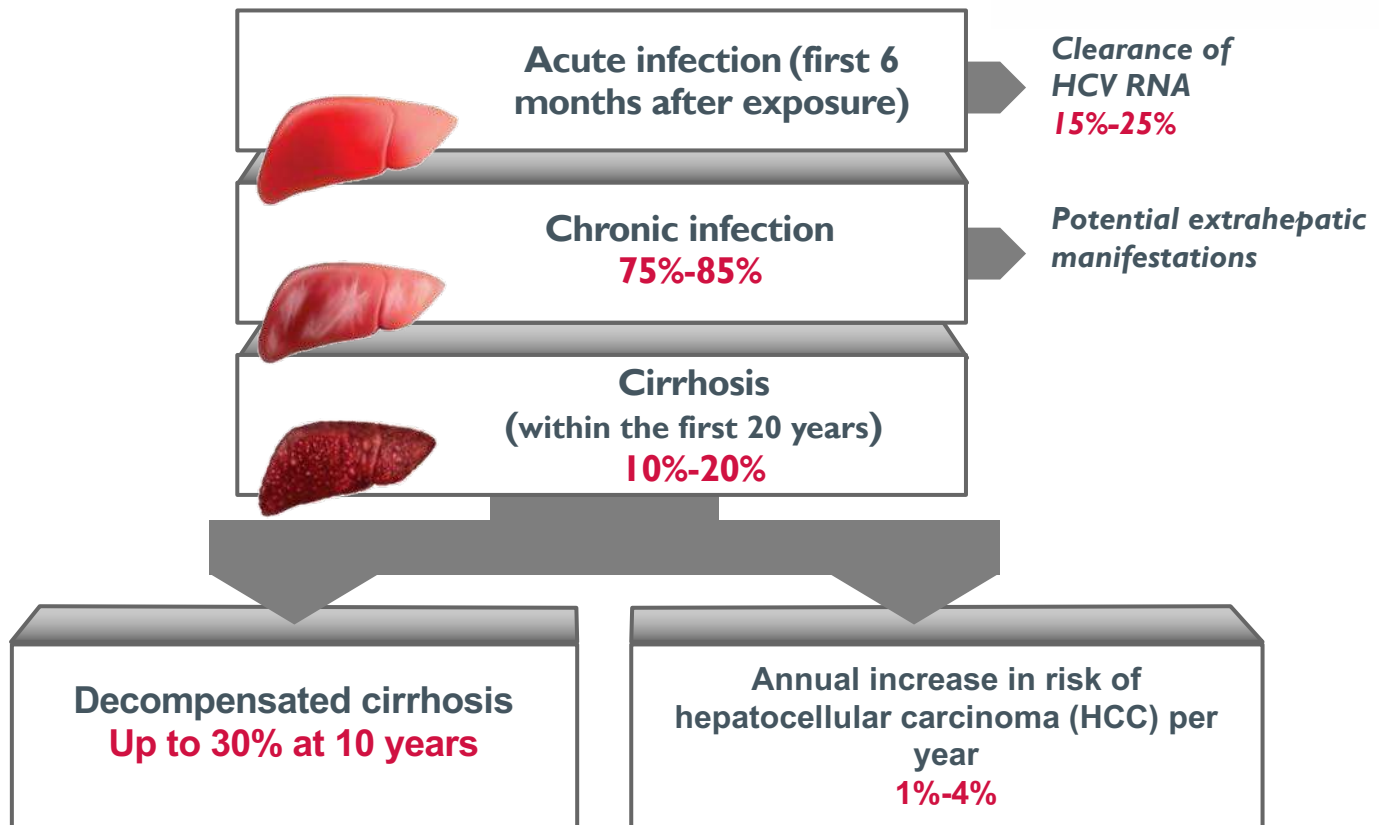 Acute infection (first 6
months after exposure)
Clearance of
HCV RNA
15%-25%
Chronic infection
75%-85%
Potential extrahepatic
manifestations
Cirrhosis
(within the first 20 years)
10%-20%
Decompensated cirrhosis
Up to 30% at 10 years
Annual increase in risk of
hepatocellular carcinoma (HCC) per
year
1%-4%